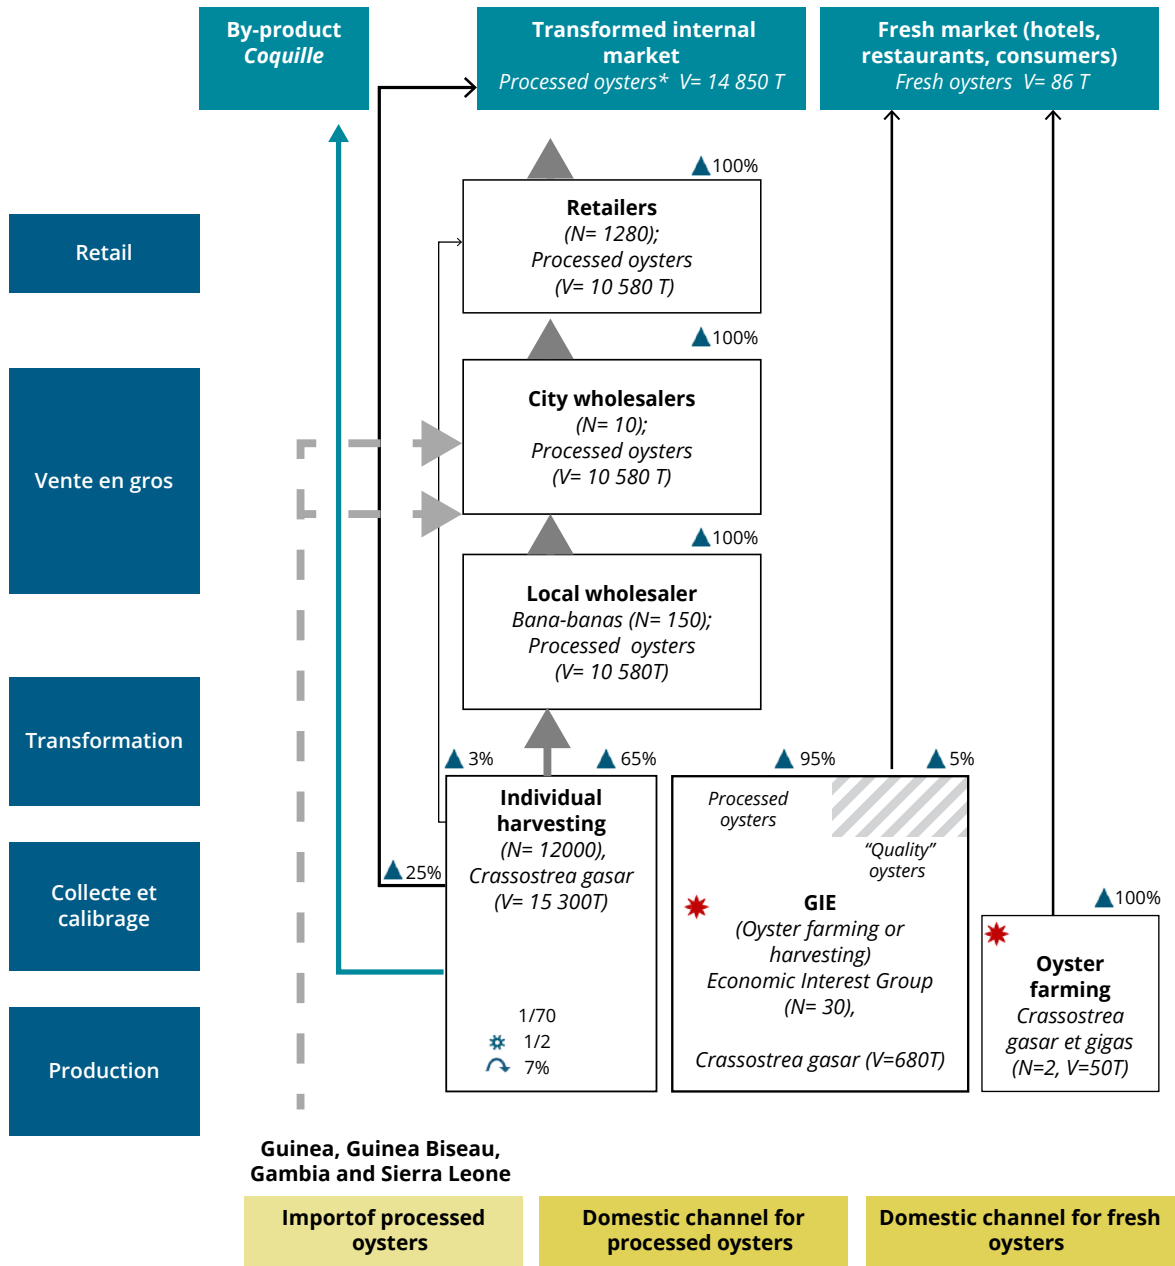 By-product
Coquille
Transformed internal
market
Processed oysters* V= 14 850 T
Fresh market (hotels,
restaurants, consumers)
Fresh oysters V= 86 T
100%
Retail
Retailers
(N= 1280);
Processed oysters
(V= 10 580 T)
100%
Vente en gros
City wholesalers
(N= 10);
Processed oysters
(V= 10 580 T)
100%
Local wholesaler
Bana-banas (N= 150);
Processed oysters
(V= 10 580T)
Transformation
3%
65%
95%
5%
Individual
harvesting
(N= 12000),
Crassostrea gasar
(V= 15 300T)
Processed
oysters
“Quality”
oysters
25%
Collecte et
calibrage
GIE
(Oyster farming or
harvesting)
Economic Interest Group
(N= 30),
Crassostrea gasar (V=680T)
100%
Oyster
farming
Crassostrea
gasar et gigas
(N=2, V=50T)
Production
1/70
1/2
7%
Guinea, Guinea Biseau,
Gambia and Sierra Leone
Importof processed
oysters
Domestic channel for
processed oysters
Domestic channel for fresh
oysters